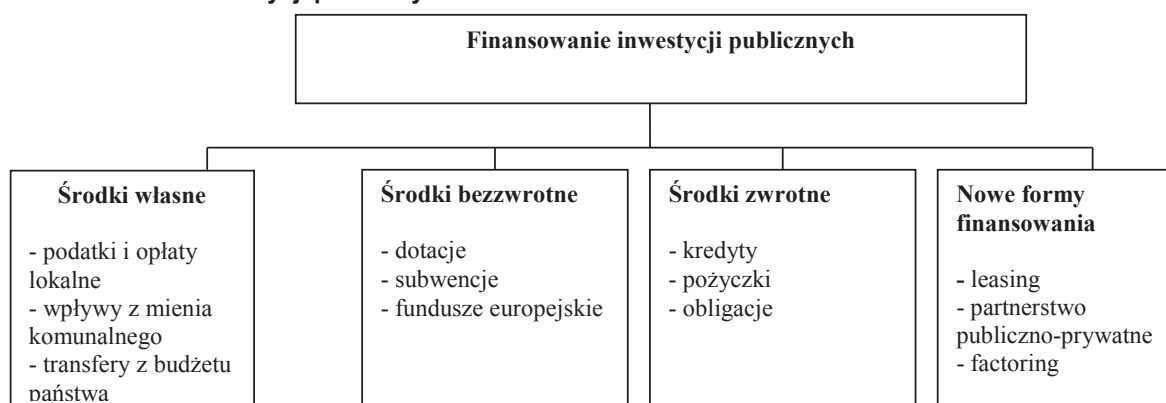 Finansowanie inwestycji publicznych
Środki własne
- podatki i opłaty
lokalne
- wpływy z mienia
komunalnego
- transfery z budżetu
państwa
Środki bezzwrotne
- dotacje
- subwencje
- fundusze europejskie
Środki zwrotne
- kredyty
- pożyczki
- obligacje
Nowe formy
finansowania
- leasing
- partnerstwo
publiczno-prywatne
- factoring